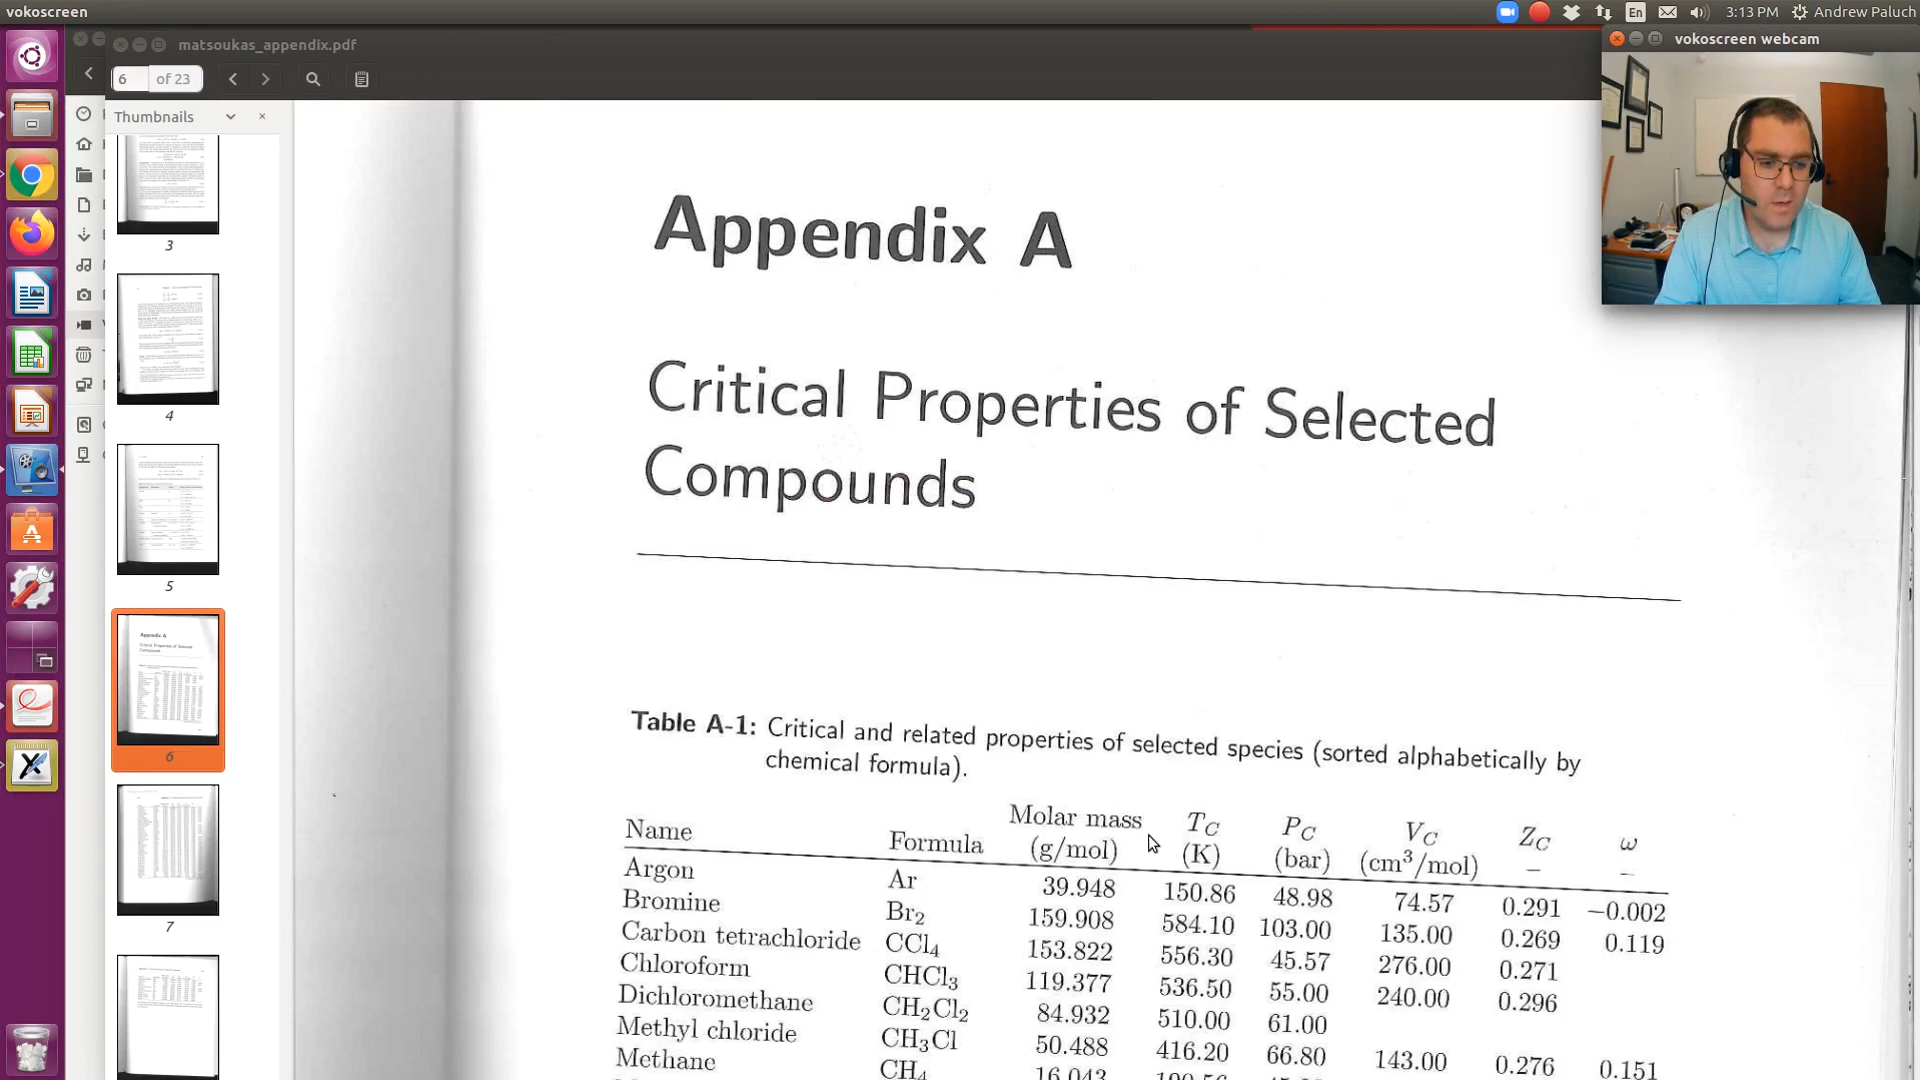 vokoscreen
En
3:13 PM
Andrew Paluch
matsoukas_appendix.pdf
vokoscreen webcam
6 of 23
Thumbnails
3
4
5
6
7
Appendix A
Critical Properties of Selected
Compounds
Table A-1: Critical and related properties of selected species (sorted alphabetically by
chemical formula).
Name Formula Molar mass (g/mol) T_C (K) P_C (bar) V_C (cm³/mol) Z_C – ω –
Argon Ar 39.948 150.86 48.98 74.57 0.291 −0.002
Bromine Br₂ 159.908 584.10 103.00 135.00 0.269 0.119
Carbon tetrachloride CCl₄ 153.822 556.30 45.57 276.00 0.271
Chloroform CHCl₃ 119.377 536.50 55.00 240.00 0.296
Dichloromethane CH₂Cl₂ 84.932 510.00 61.00
Methyl chloride CH₃Cl 50.488 416.20 66.80 143.00 0.276 0.151
Methane CH₄ 16.043